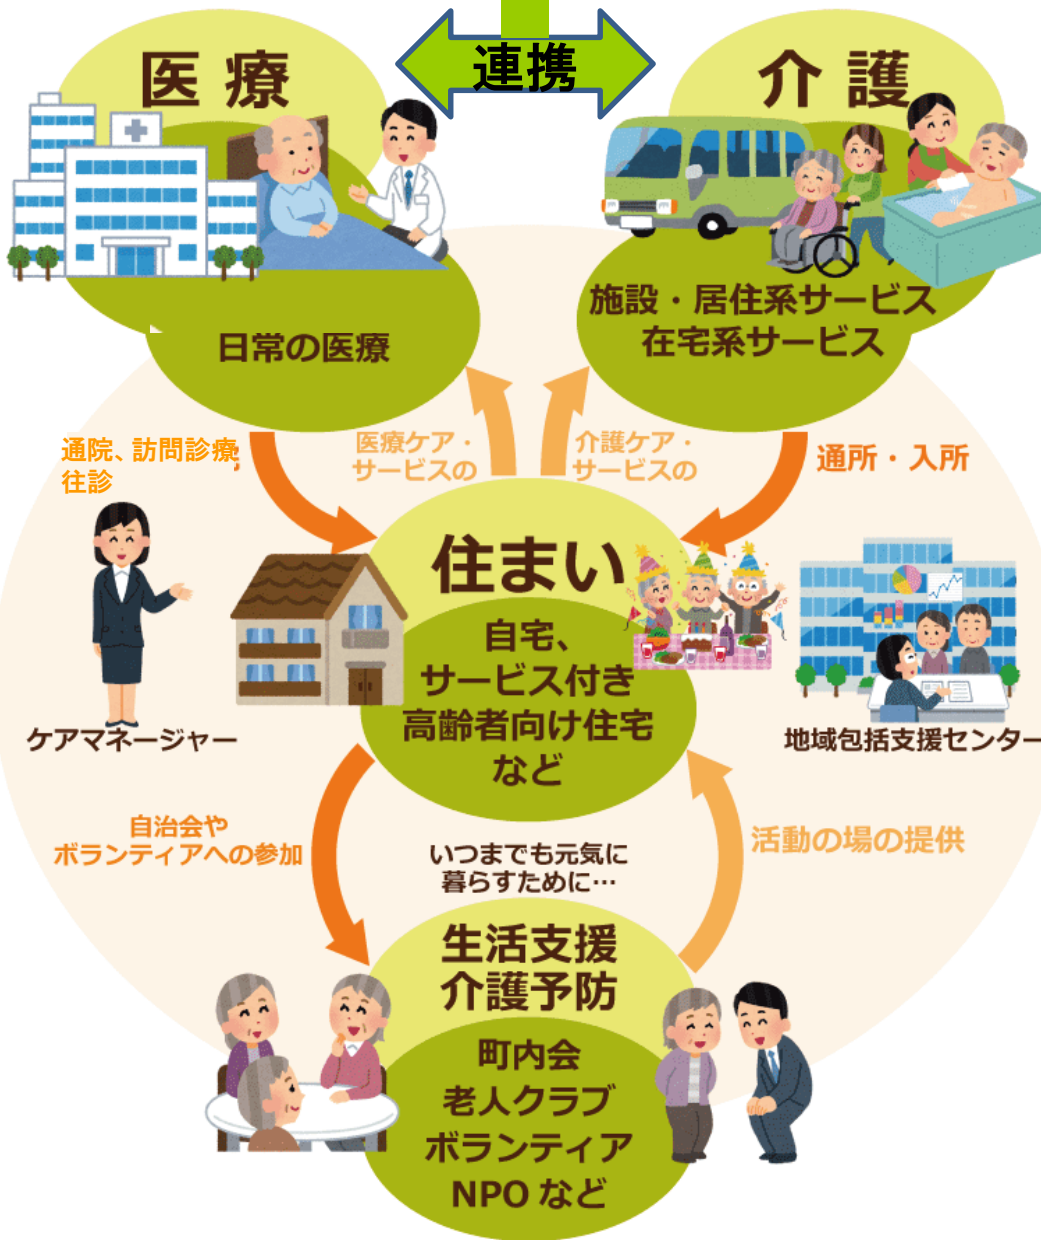 連携
医療
介護
日常の医療
施設・居住系サービス
在宅系サービス
通院、訪問診療
往診
医療ケア・
サービスの
介護ケア・
サービスの
通所・入所
住まい
自宅、
サービス付き
高齢者向け住宅
など
ケアマネージャー
地域包括支援センター
自治会や
ボランティアへの参加
いつまでも元気に
暮らすために…
活動の場の提供
生活支援
介護予防
町内会
老人クラブ
ボランティア
NPO など